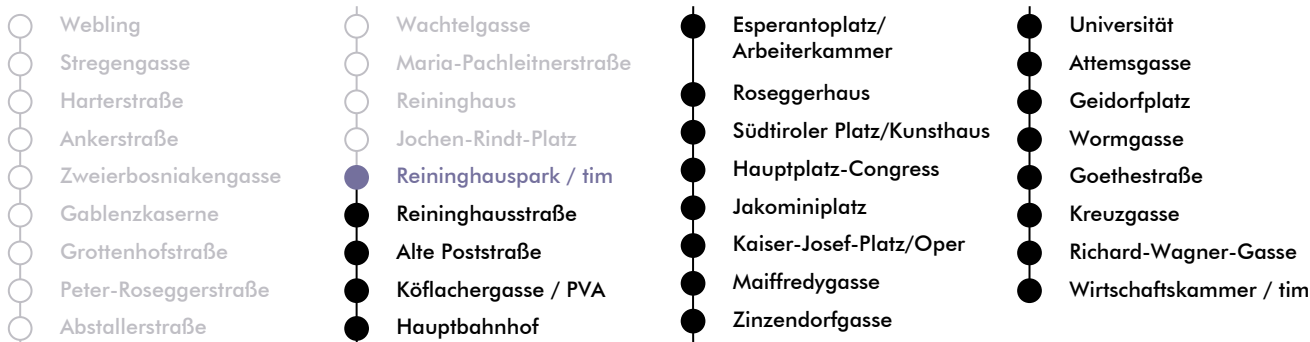 Webling
Stregengasse
Harterstraße
Ankerstraße
Zweierbosniakengasse
Gablenzkaserne
Grottenhofstraße
Peter-Roseggerstraße
Abstallerstraße
Wachtelgasse
Maria-Pachleitnerstraße
Reininghaus
Jochen-Rindt-Platz
Reininghauspark / tim
Reininghausstraße
Alte Poststraße
Köflachergasse / PVA
Hauptbahnhof
Esperantoplatz/
Arbeiterkammer
Roseggerhaus
Südtiroler Platz/Kunsthaus
Hauptplatz-Congress
Jakominiplatz
Kaiser-Josef-Platz/Oper
Maiffredygasse
Zinzendorfgasse
Universität
Attemsgasse
Geidorfplatz
Wormgasse
Goethestraße
Kreuzgasse
Richard-Wagner-Gasse
Wirtschaftskammer / tim